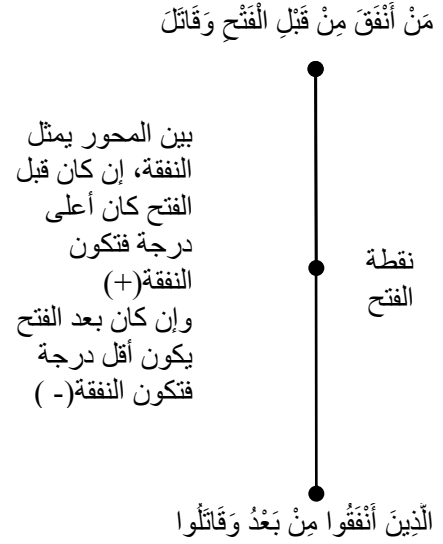 مَنْ أَنْفَقَ مِنْ قَبْلِ الْفَتْحِ وَقَاتَلَ
بين المحور يمثل
النفقة، إن كان قبل
الفتح كان أعلى
درجة فتكون
النفقة(+)
وإن كان بعد الفتح
يكون أقل درجة
فتكون النفقة(- )
نقطة
الفتح
الَّذِينَ أَنْفَقُوا مِنْ بَعْدُ وَقَاتَلُوا